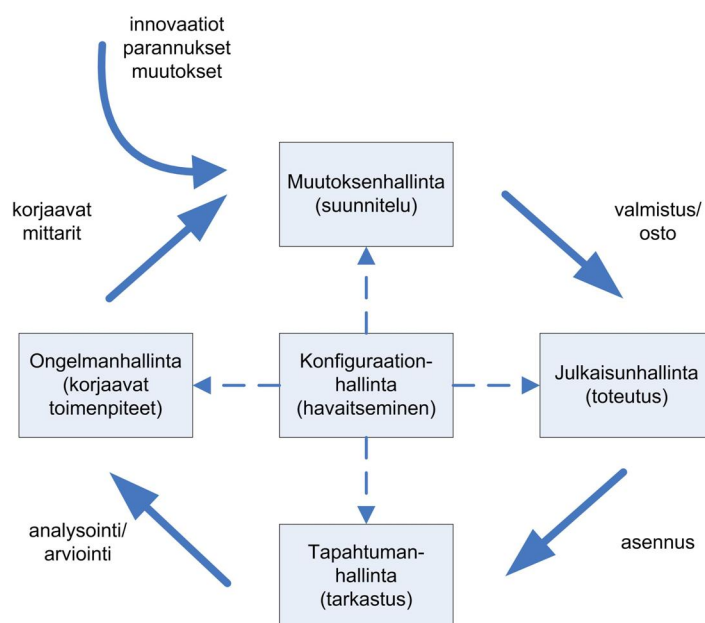 innovaatiot
parannukset
muutokset
Muutoksenhallinta
(suunnitelu)
korjaavat
mittarit
valmistus/
osto
Ongelmanhallinta
(korjaavat
toimenpiteet)
Konfiguraation-
hallinta
(havaitseminen)
Julkaisunhallinta
(toteutus)
analysointi/
arviointi
Tapahtuman-
hallinta
(tarkastus)
asennus